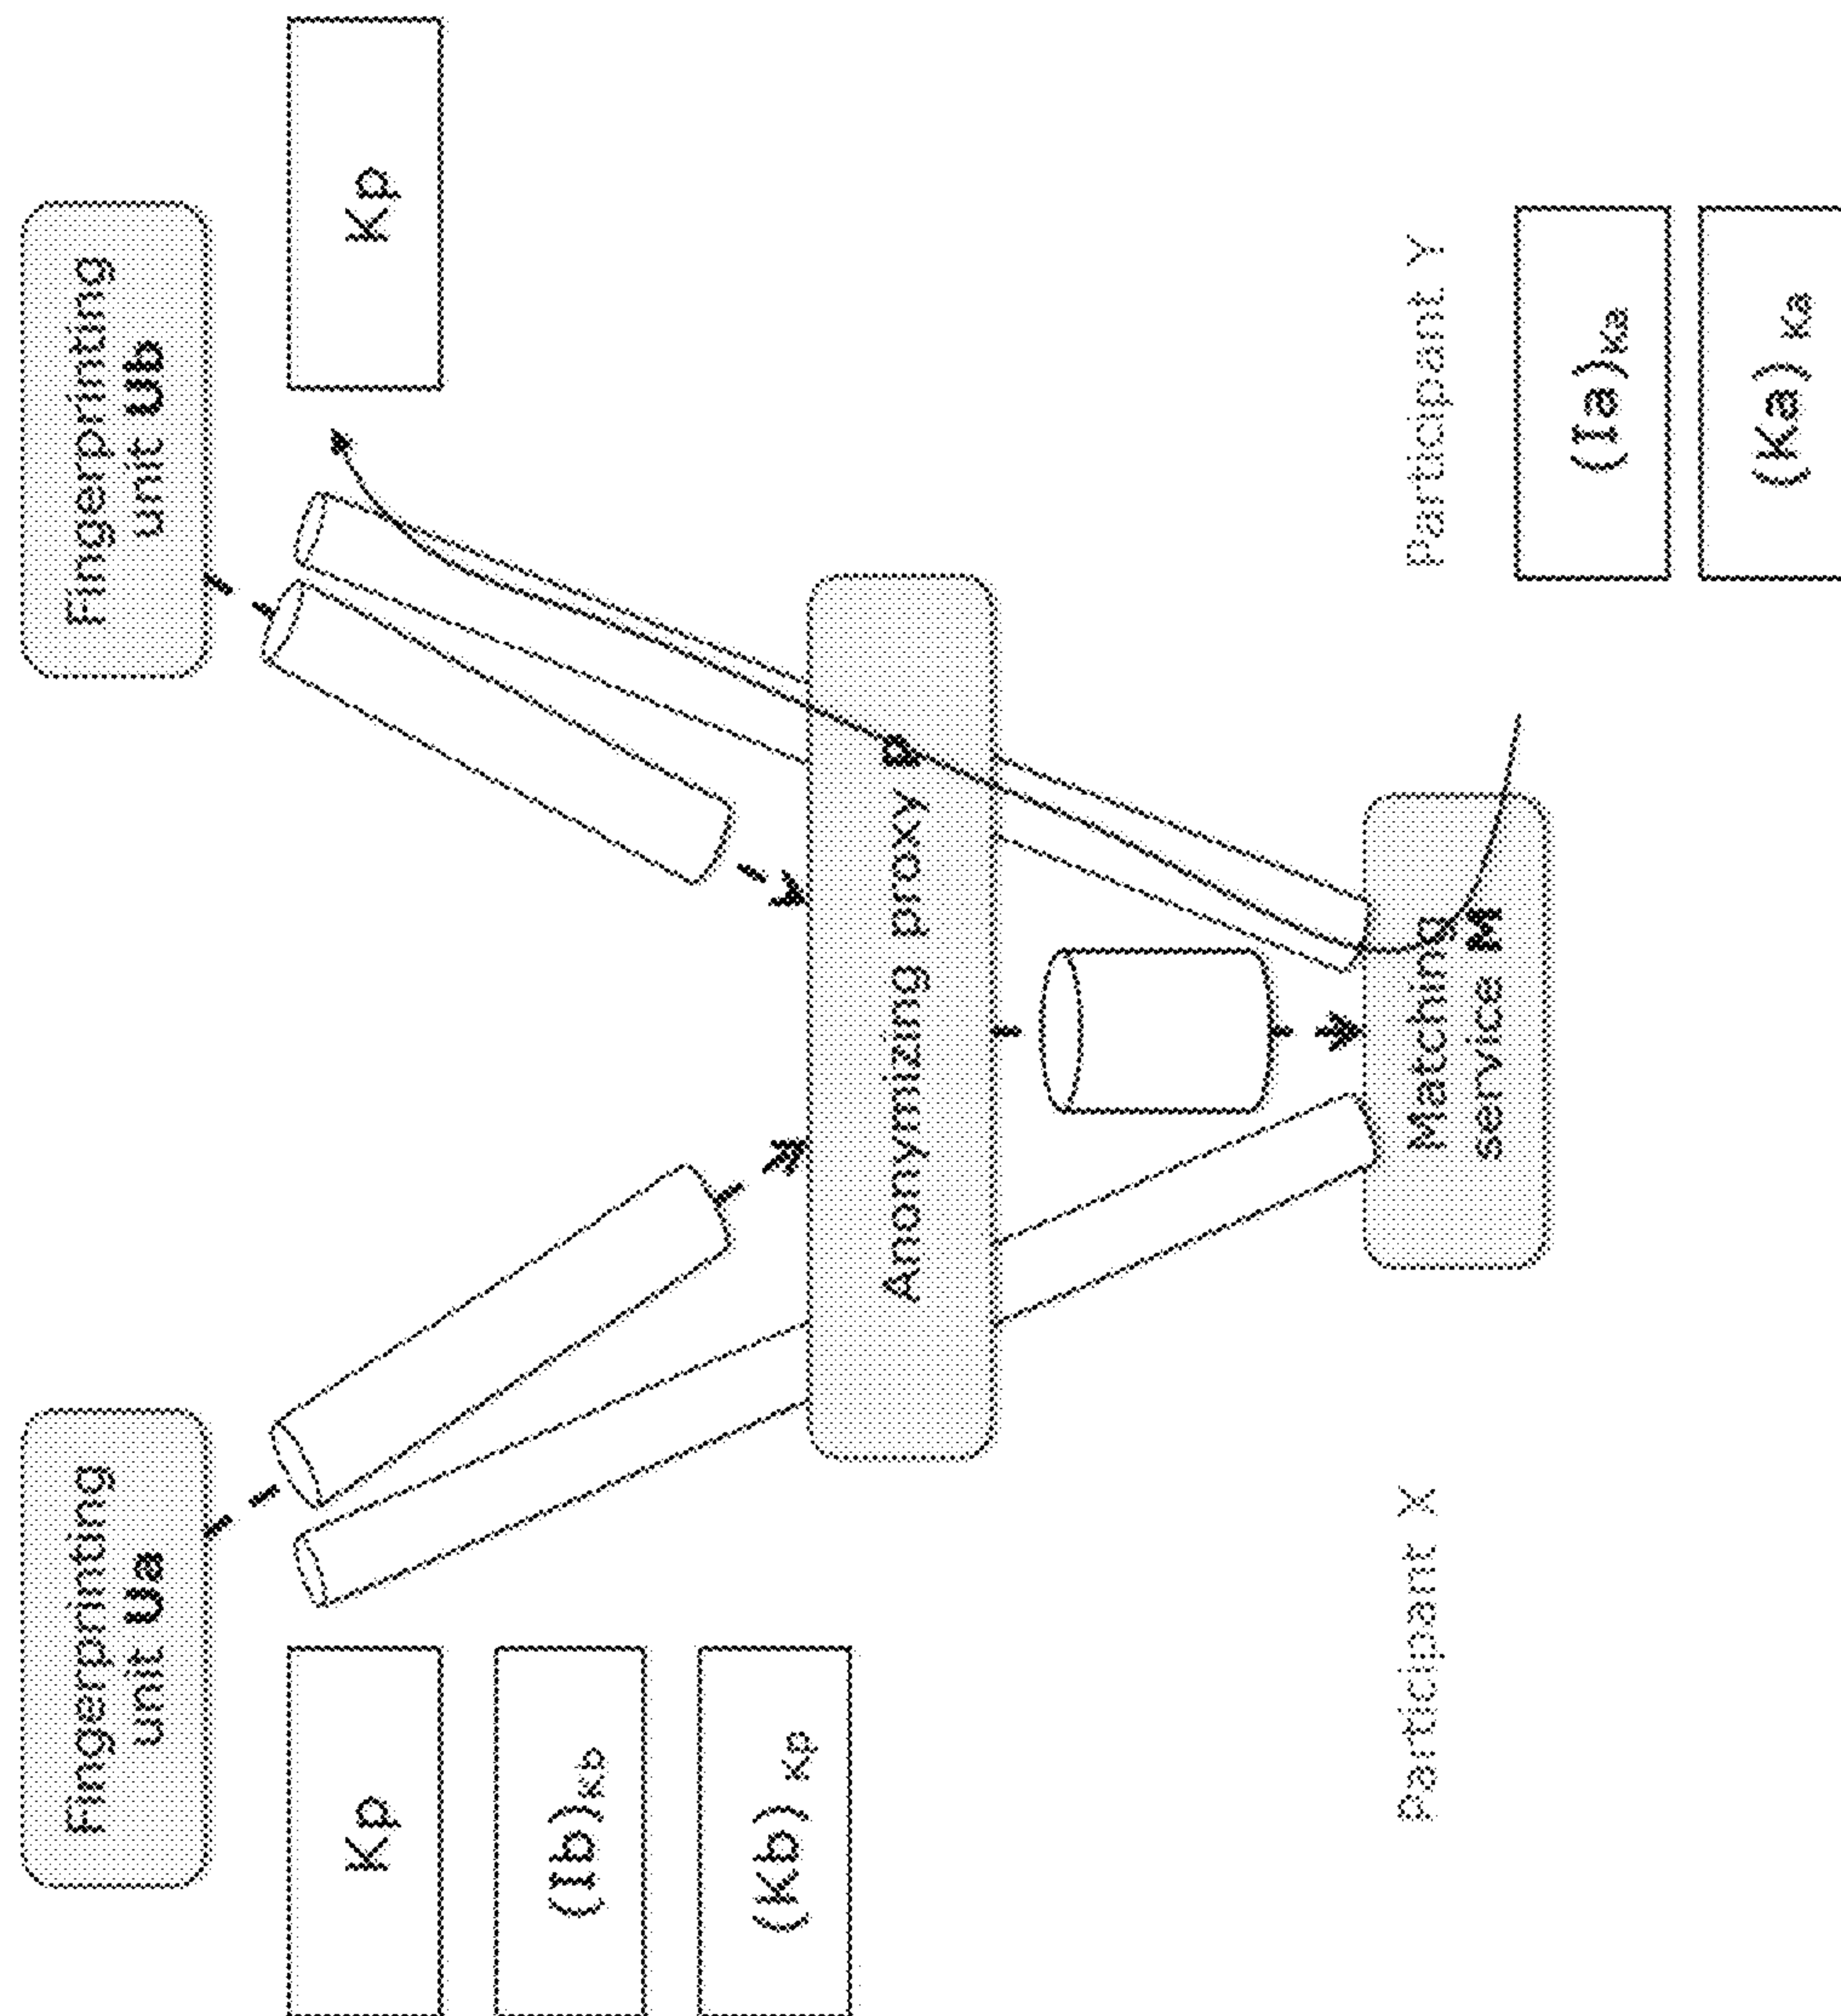 Fingerprinting
unit Ua
Fingerprinting
unit Ub
Kp
Kp
(Ib)Kb
(Kb) Kp
Anonymizing proxy P
Participant X
Matching
service M
Participant Y
(Ia)Ka
(Ka) Ka